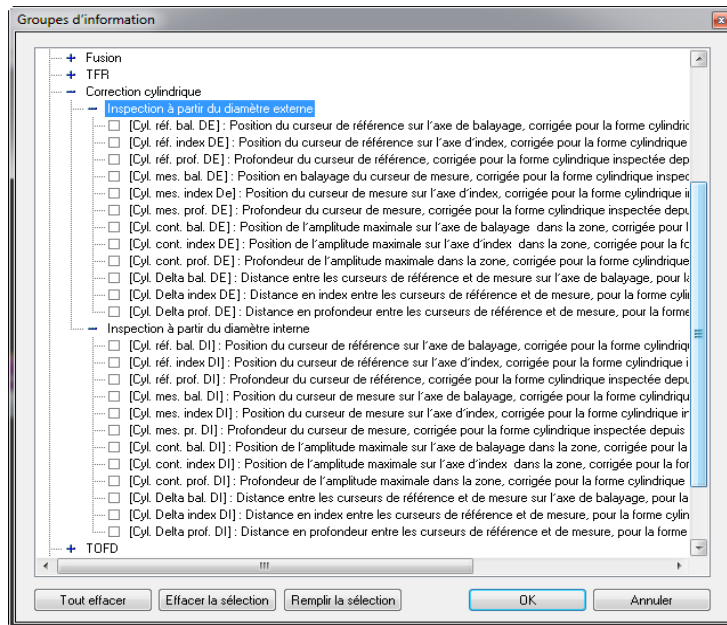 Groupes d'information
Fusion
TFR
Correction cylindrique
Inspection à partir du diamètre externe
[Cyl. réf. bal. DE] : Position du curseur de référence sur l'axe de balayage, corrigée pour la forme cylindriq
[Cyl. réf. index DE] : Position du curseur de référence sur l'axe d'index, corrigée pour la forme cylindrique
[Cyl. réf. prof. DE] : Profondeur du curseur de référence, corrigée pour la forme cylindrique inspectée dep
[Cyl. mes. bal. DE] : Position en balayage du curseur de mesure, corrigée pour la forme cylindrique inspec
[Cyl. mes. index De] : Position du curseur de mesure sur l'axe d'index, corrigée pour la forme cylindrique i
[Cyl. mes. prof. DE] : Profondeur du curseur de mesure, corrigée pour la forme cylindrique inspectée depu
[Cyl. cont. bal. DE] : Position de l'amplitude maximale sur l'axe de balayage dans la zone, corrigée pour l
[Cyl. cont. index DE] : Position de l'amplitude maximale sur l'axe d'index dans la zone, corrigée pour la fo
[Cyl. cont. prof. DE] : Profondeur de l'amplitude maximale dans la zone, corrigée pour la forme cylindrique
[Cyl. Delta bal. DE] : Distance entre les curseurs de référence et de mesure sur l'axe de balayage, pour la
[Cyl. Delta index DE] : Distance en index entre les curseurs de référence et de mesure, pour la forme cylin
[Cyl. Delta prof. DE] : Distance en profondeur entre les curseurs de référence et de mesure, pour la forme
Inspection à partir du diamètre interne
[Cyl. réf. bal. DI] : Position du curseur de référence sur l'axe de balayage, corrigée pour la forme cylindriqu
[Cyl. réf. index DI] : Position du curseur de référence sur l'axe d'index, corrigée pour la forme cylindrique i
[Cyl. réf. prof. DI] : Profondeur du curseur de référence, corrigée pour la forme cylindrique inspectée depu
[Cyl. mes. bal. DI] : Position du curseur de mesure sur l'axe de balayage, corrigée pour la forme cylindrique
[Cyl. mes. index DI] : Position du curseur de mesure sur l'axe d'index, corrigée pour la forme cylindrique in
[Cyl. mes. pr. DI] : Profondeur du curseur de mesure, corrigée pour la forme cylindrique inspectée depuis
[Cyl. cont. bal. DI] : Position de l'amplitude maximale sur l'axe de balayage dans la zone, corrigée pour la
[Cyl. cont. index DI] : Position de l'amplitude maximale sur l'axe d'index dans la zone, corrigée pour la for
[Cyl. cont. prof. DI] : Profondeur de l'amplitude maximale dans la zone, corrigée pour la forme cylindrique
[Cyl. Delta bal. DI] : Distance entre les curseurs de référence et de mesure sur l'axe de balayage, pour la
[Cyl. Delta index DI] : Distance en index entre les curseurs de référence et de mesure, pour la forme cylin
[Cyl. Delta prof. DI] : Distance en profondeur entre les curseurs de référence et de mesure, pour la forme
TOFD
Tout effacer Effacer la sélection Remplir la sélection OK Annuler